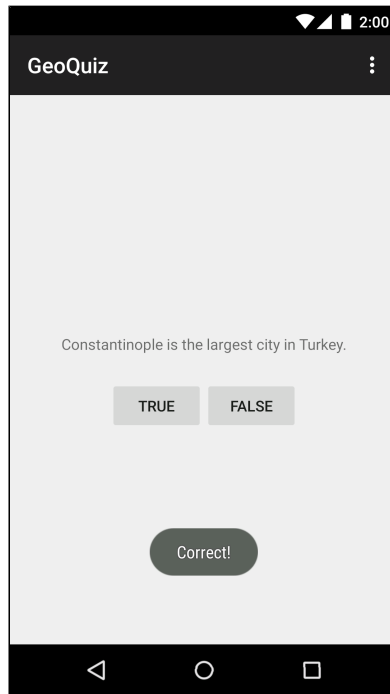 2:00
GeoQuiz
Constantinople is the largest city in Turkey.
TRUE FALSE
Correct!